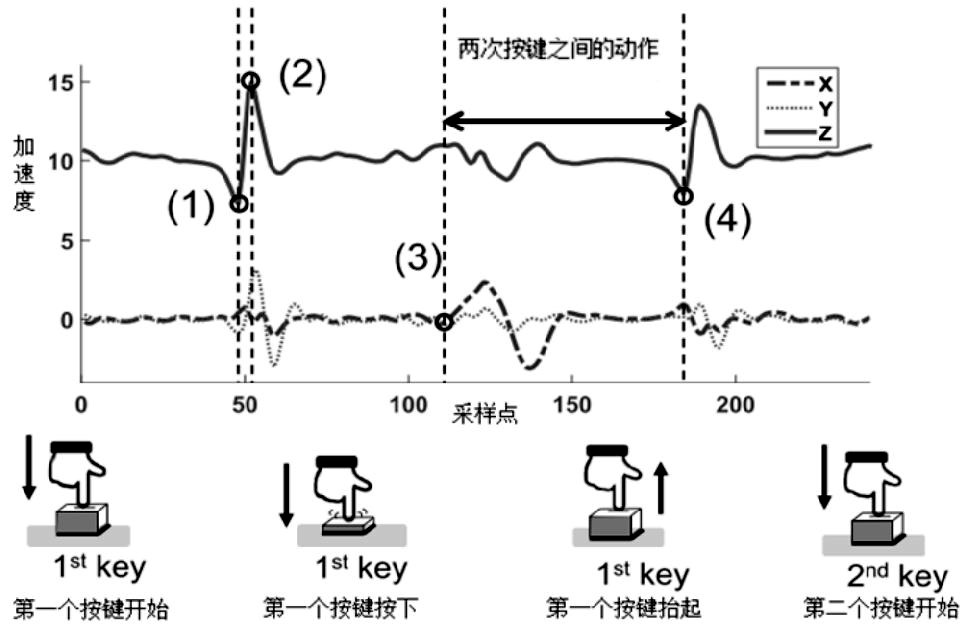 两次按键之间的动作
X
Y
Z
15
10
5
0
加速度
(1)
(2)
(3)
(4)
0 50 100 150 200
采样点
1st key
第一个按键开始
1st key
第一个按键按下
1st key
第一个按键抬起
2nd key
第二个按键开始